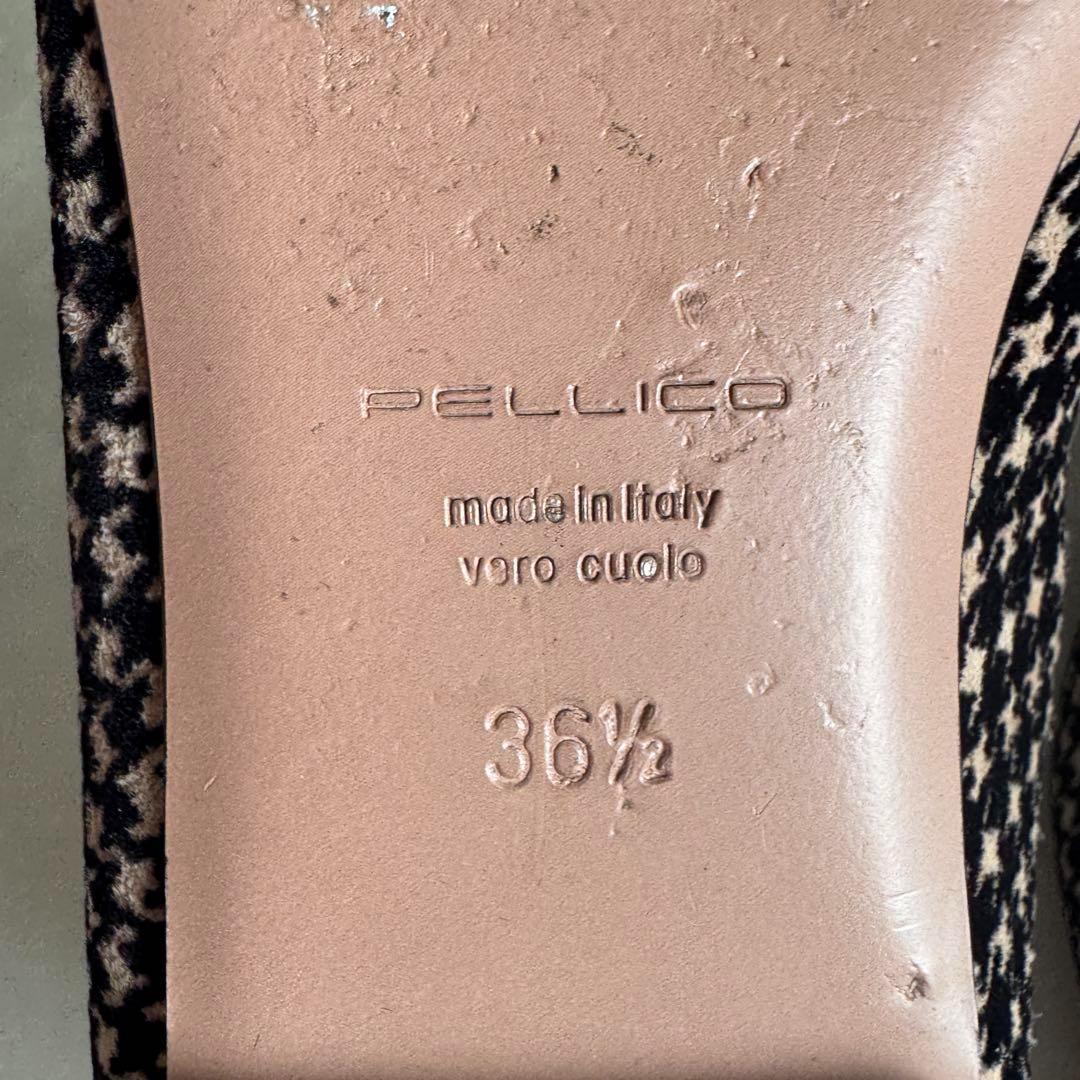 PELLICO
made in Italy
vero cuoio
36½